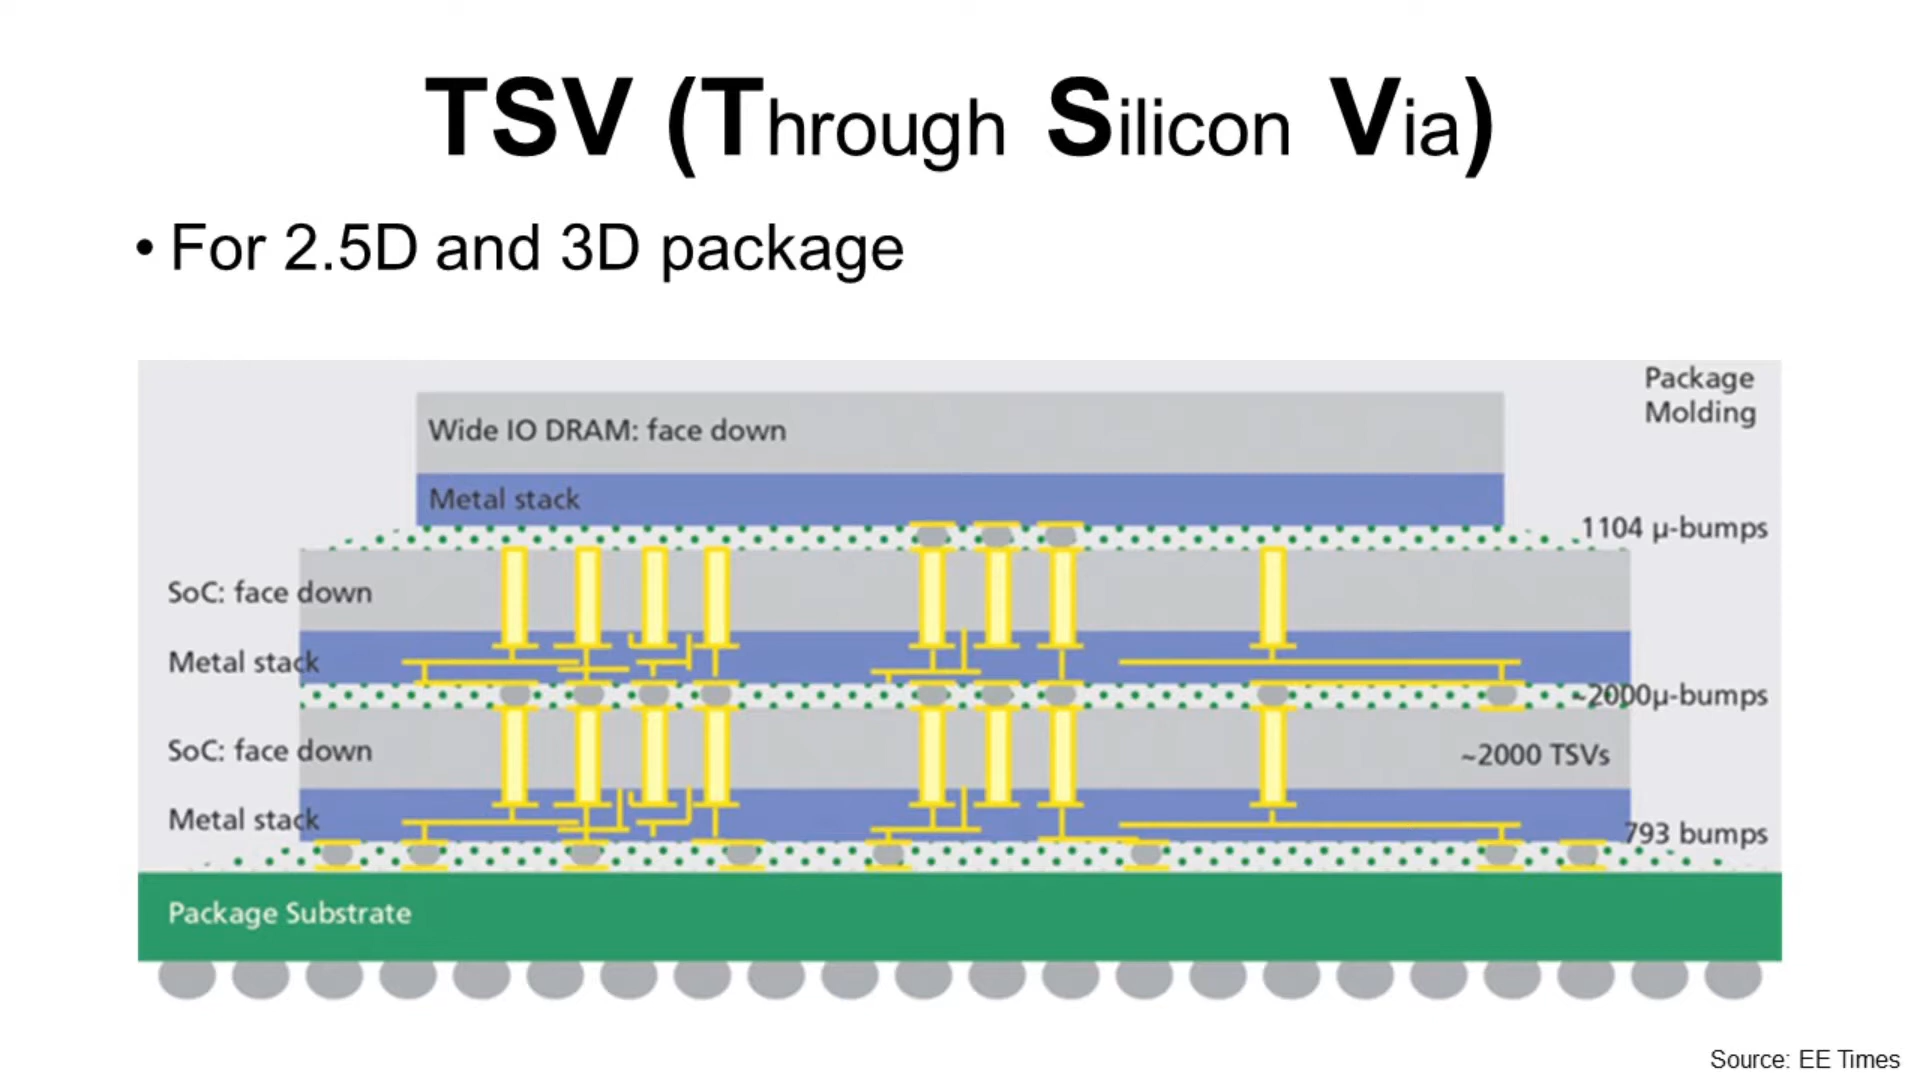 TSV (Through Silicon Via)
• For 2.5D and 3D package
Package
Molding
Wide IO DRAM: face down
Metal stack
1104 μ-bumps
SoC: face down
Metal stack
~2000μ-bumps
SoC: face down
~2000 TSVs
Metal stack
793 bumps
Package Substrate
Source: EE Times